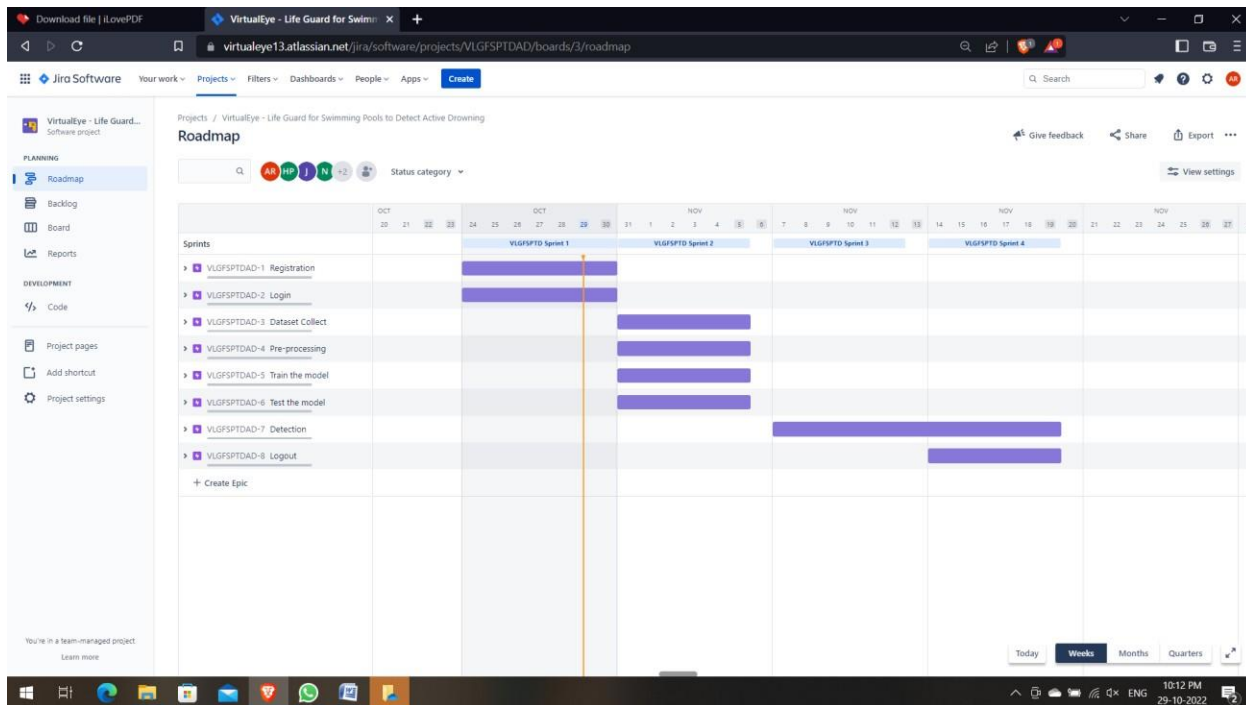 Download file | iLovePDF
VirtualEye - Life Guard for Swimm
virtualeye13.atlassian.net/jira/software/projects/VLGFSPTDAD/boards/3/roadmap
Jira Software Your work Projects Filters Dashboards People Apps Create Search AR
VirtualEye - Life Guard...
Software project
PLANNING
Roadmap
Backlog
Board
Reports
DEVELOPMENT
Code
Project pages
Add shortcut
Project settings
You're in a team-managed project
Learn more
Projects / VirtualEye - Life Guard for Swimming Pools to Detect Active Drowning
Roadmap
Give feedback Share Export
AR HP J N +2 Status category View settings
OCT OCT NOV NOV NOV NOV
20 21 22 23 24 25 26 27 28 29 30 31 1 2 3 4 5 6 7 8 9 10 11 12 13 14 15 16 17 18 19 20 21 22 23 24 25 26 27
Sprints VLGFSPTD Sprint 1 VLGFSPTD Sprint 2 VLGFSPTD Sprint 3 VLGFSPTD Sprint 4
VLGFSPTDAD-1 Registration
VLGFSPTDAD-2 Login
VLGFSPTDAD-3 Dataset Collect
VLGFSPTDAD-4 Pre-processing
VLGFSPTDAD-5 Train the model
VLGFSPTDAD-6 Test the model
VLGFSPTDAD-7 Detection
VLGFSPTDAD-8 Logout
+ Create Epic
Today Weeks Months Quarters
ENG 10:12 PM
29-10-2022 2